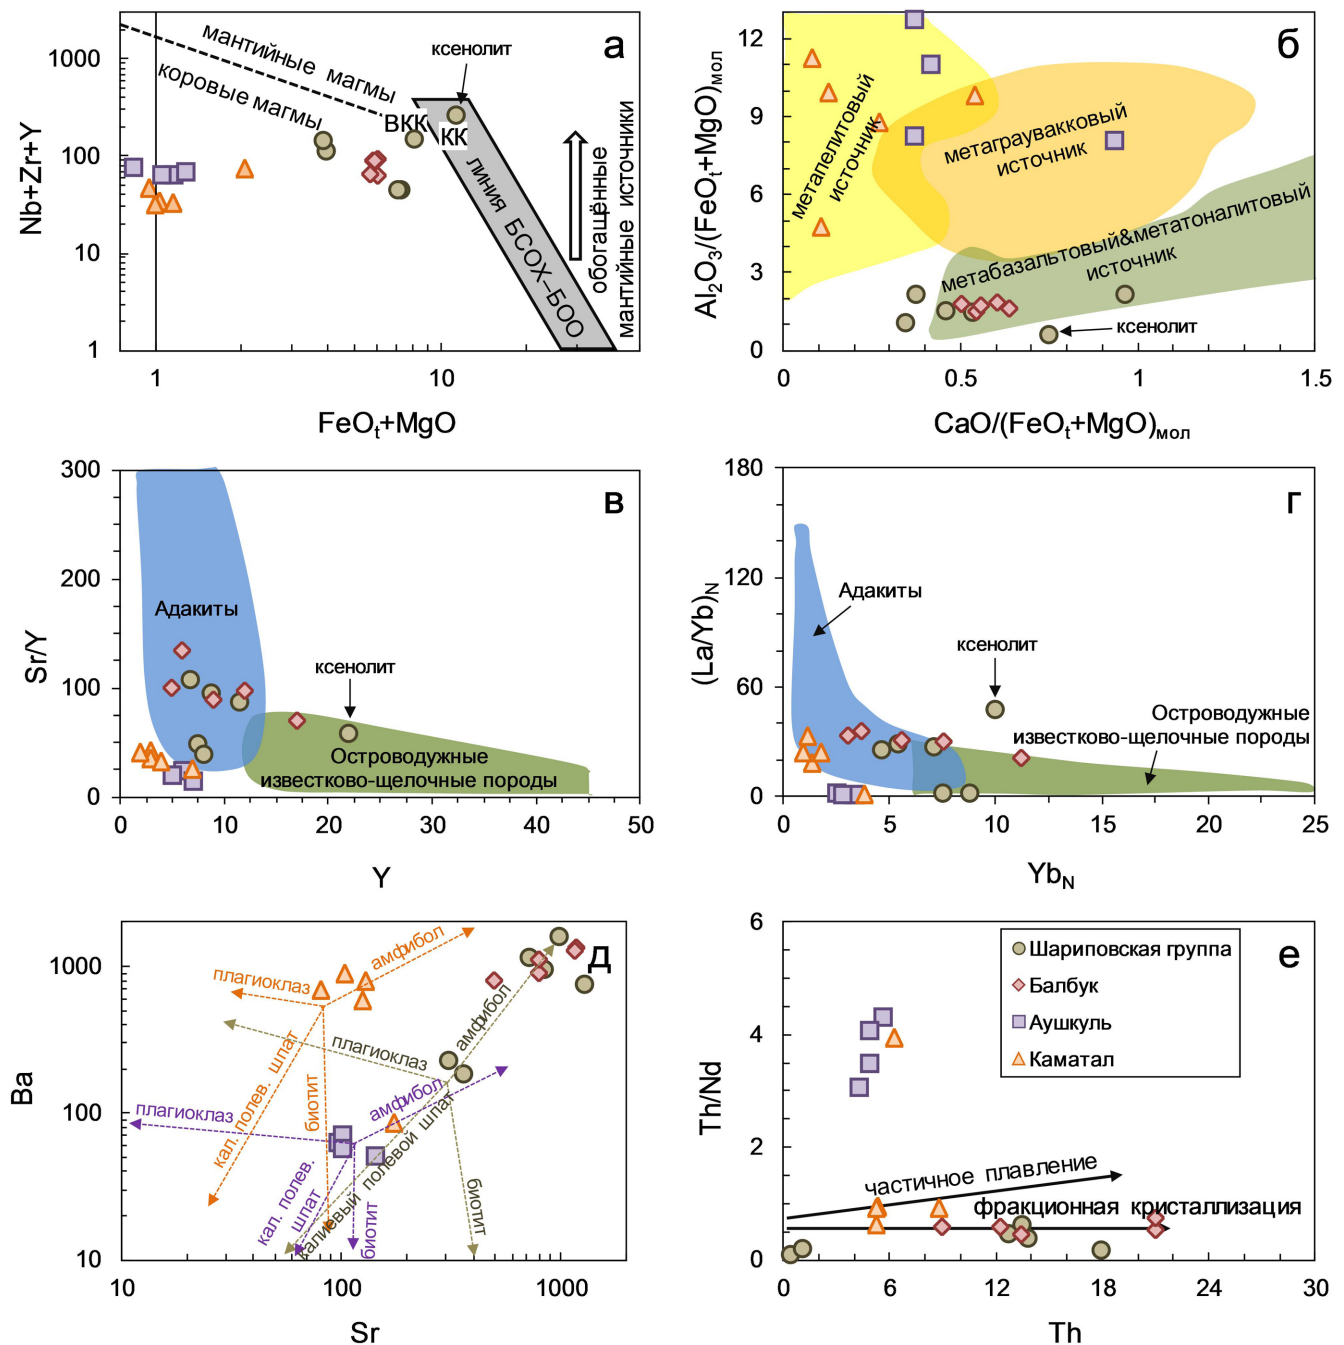 а
1000
100
10
1
1
10
Nb+Zr+Y
FeOt+MgO
мантийные магмы
коровые магмы
ксенолит
ВКК
КК
линия БСОХ–БОО
обогащённые
мантийные источники
б
12
9
6
3
0
0
0.5
1
1.5
Al2O3/(FeOt+MgO)мол
CaO/(FeOt+MgO)мол
метапелитовый
источник
метаграувакковый
источник
метабазальтовый&метатоналитовый
источник
ксенолит
в
300
200
100
0
0
10
20
30
40
50
Sr/Y
Y
Адакиты
ксенолит
Островодужные
известково-щелочные породы
г
180
120
60
0
0
5
10
15
20
25
(La/Yb)N
YbN
Адакиты
ксенолит
Островодужные
известково-щелочные породы
д
1000
100
10
10
100
1000
Ba
Sr
плагиоклаз
амфибол
кал. полев. шпат
биотит
плагиоклаз
амфибол
калиевый полевой шпат
биотит
плагиоклаз
амфибол
кал. полев.
шпат
биотит
е
6
4
2
0
0
6
12
18
24
30
Th/Nd
Th
Шариповская группа
Балбук
Аушкуль
Каматал
частичное плавление
фракционная кристаллизация